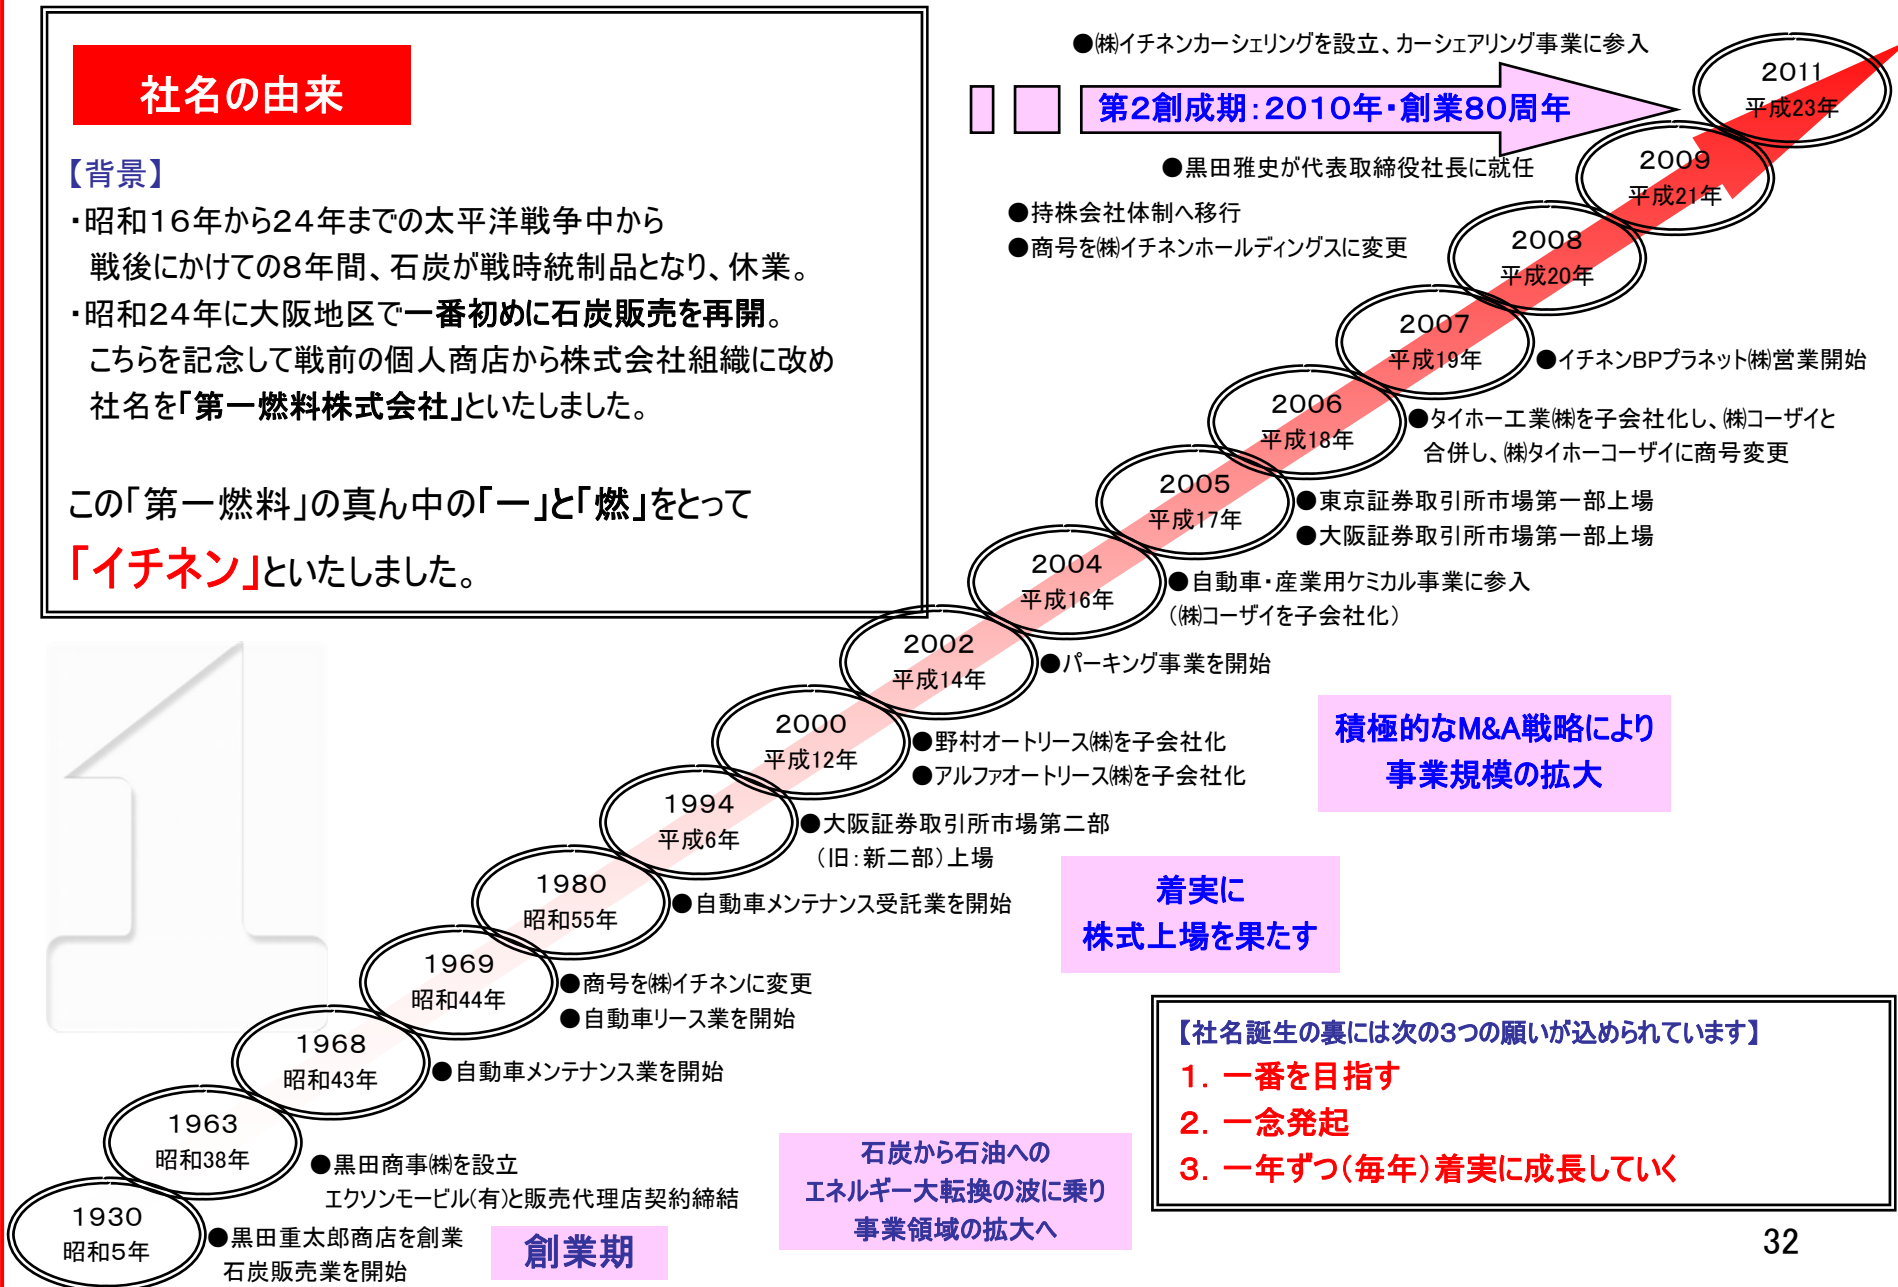 社名の由来
【背景】
・昭和16年から24年までの太平洋戦争中から
戦後にかけての8年間、石炭が戦時統制品となり、休業。
・昭和24年に大阪地区で一番初めに石炭販売を再開。
こちらを記念して戦前の個人商店から株式会社組織に改め
社名を「第一燃料株式会社」といたしました。
この「第一燃料」の真ん中の「一」と「燃」をとって
「イチネン」といたしました。
●㈱イチネンカーシェリングを設立、カーシェアリング事業に参入
2011
平成23年
第2創成期:2010年・創業80周年
●黒田雅史が代表取締役社長に就任
2009
平成21年
●持株会社体制へ移行
●商号を㈱イチネンホールディングスに変更
2008
平成20年
2007
平成19年
●イチネンBPプラネット㈱営業開始
2006
平成18年
●タイホー工業㈱を子会社化し、㈱コーザイと
合併し、㈱タイホーコーザイに商号変更
2005
平成17年
●東京証券取引所市場第一部上場
●大阪証券取引所市場第一部上場
2004
平成16年
●自動車・産業用ケミカル事業に参入
(㈱コーザイを子会社化)
2002
平成14年
●パーキング事業を開始
2000
平成12年
●野村オートリース㈱を子会社化
●アルファオートリース㈱を子会社化
積極的なM&A戦略により
事業規模の拡大
1994
平成6年
●大阪証券取引所市場第二部
(旧:新二部)上場
1980
昭和55年
●自動車メンテナンス受託業を開始
着実に
株式上場を果たす
1969
昭和44年
●商号を㈱イチネンに変更
●自動車リース業を開始
1968
昭和43年
●自動車メンテナンス業を開始
1963
昭和38年
●黒田商事㈱を設立
エクソンモービル(有)と販売代理店契約締結
1930
昭和5年
●黒田重太郎商店を創業
石炭販売業を開始
創業期
石炭から石油への
エネルギー大転換の波に乗り
事業領域の拡大へ
【社名誕生の裏には次の3つの願いが込められています】
1. 一番を目指す
2. 一念発起
3. 一年ずつ(毎年)着実に成長していく
32